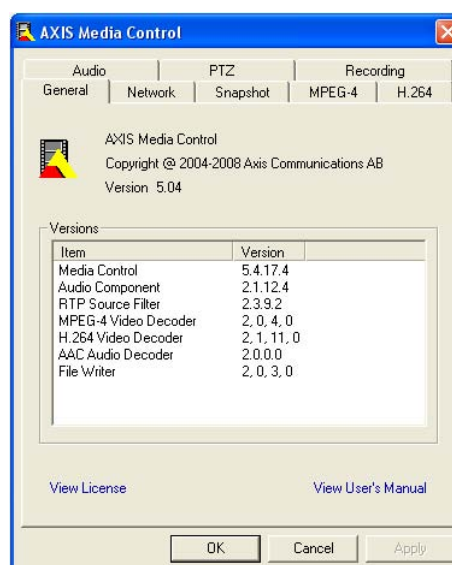 AXIS Media Control
Audio PTZ Recording
General Network Snapshot MPEG-4 H.264
AXIS Media Control
Copyright @ 2004-2008 Axis Communications AB
Version 5.04
Versions
Item Version
Media Control 5.4.17.4
Audio Component 2.1.12.4
RTP Source Filter 2.3.9.2
MPEG-4 Video Decoder 2, 0, 4, 0
H.264 Video Decoder 2, 1, 11, 0
AAC Audio Decoder 2.0.0.0
File Writer 2, 0, 3, 0
View License View User's Manual
OK Cancel Apply